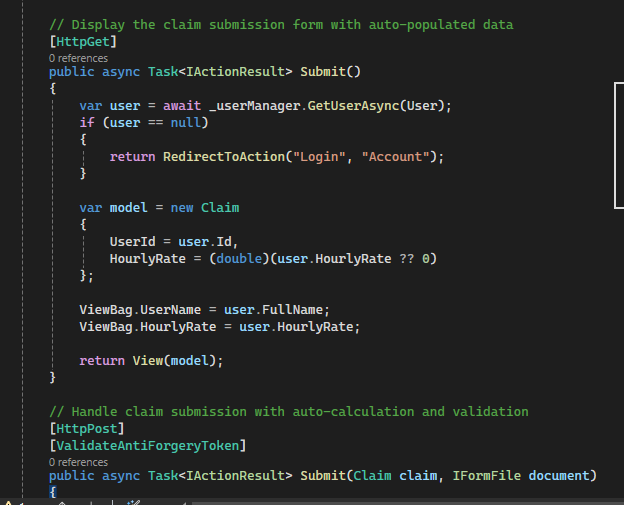 // Display the claim submission form with auto-populated data
[HttpGet]
0 references
public async Task<IActionResult> Submit()
{
var user = await _userManager.GetUserAsync(User);
if (user == null)
{
return RedirectToAction("Login", "Account");
}
var model = new Claim
{
UserId = user.Id,
HourlyRate = (double)(user.HourlyRate ?? 0)
};
ViewBag.UserName = user.FullName;
ViewBag.HourlyRate = user.HourlyRate;
return View(model);
}
// Handle claim submission with auto-calculation and validation
[HttpPost]
[ValidateAntiForgeryToken]
0 references
public async Task<IActionResult> Submit(Claim claim, IFormFile document)
{